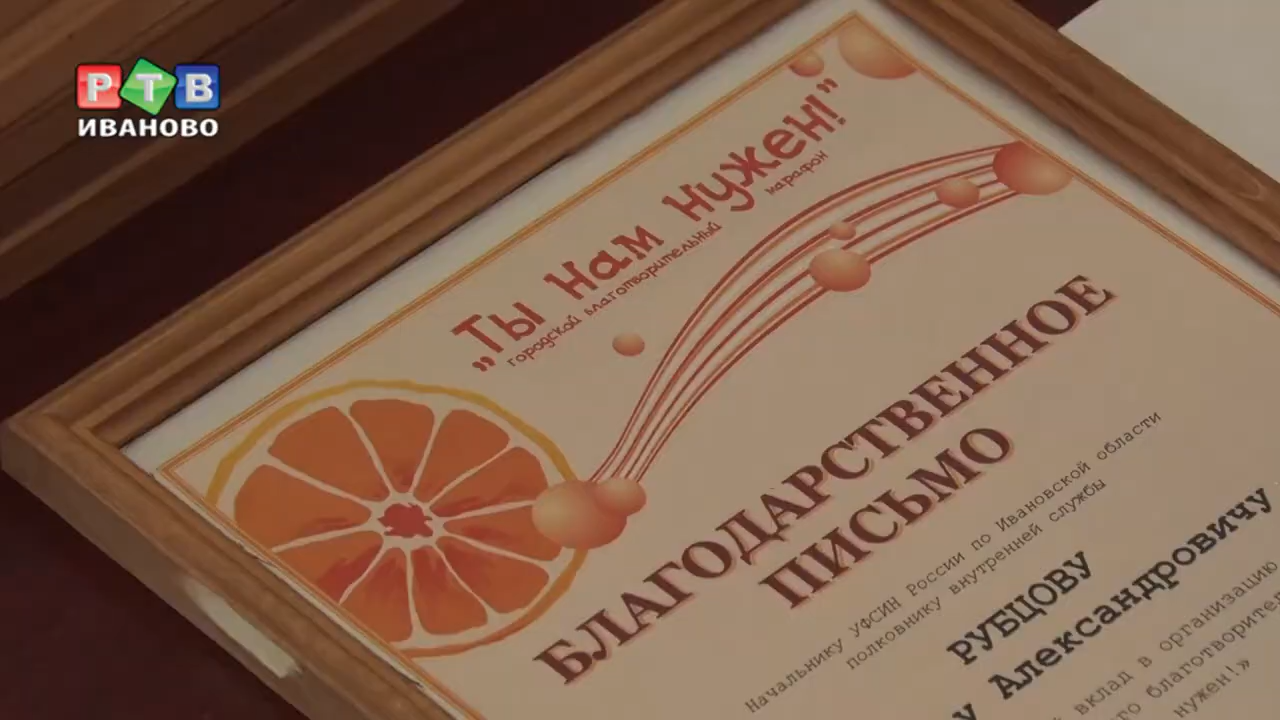 РТВ
ИВАНОВО
„Ты нам нужен!”
городской благотворительный марафон
БЛАГОДАРСТВЕННОЕ
ПИСЬМО
Начальнику УФСИН России по Ивановской области
полковнику внутренней службы
РУБЦОВУ
Александровичу
вклад в организацию
нужен!»